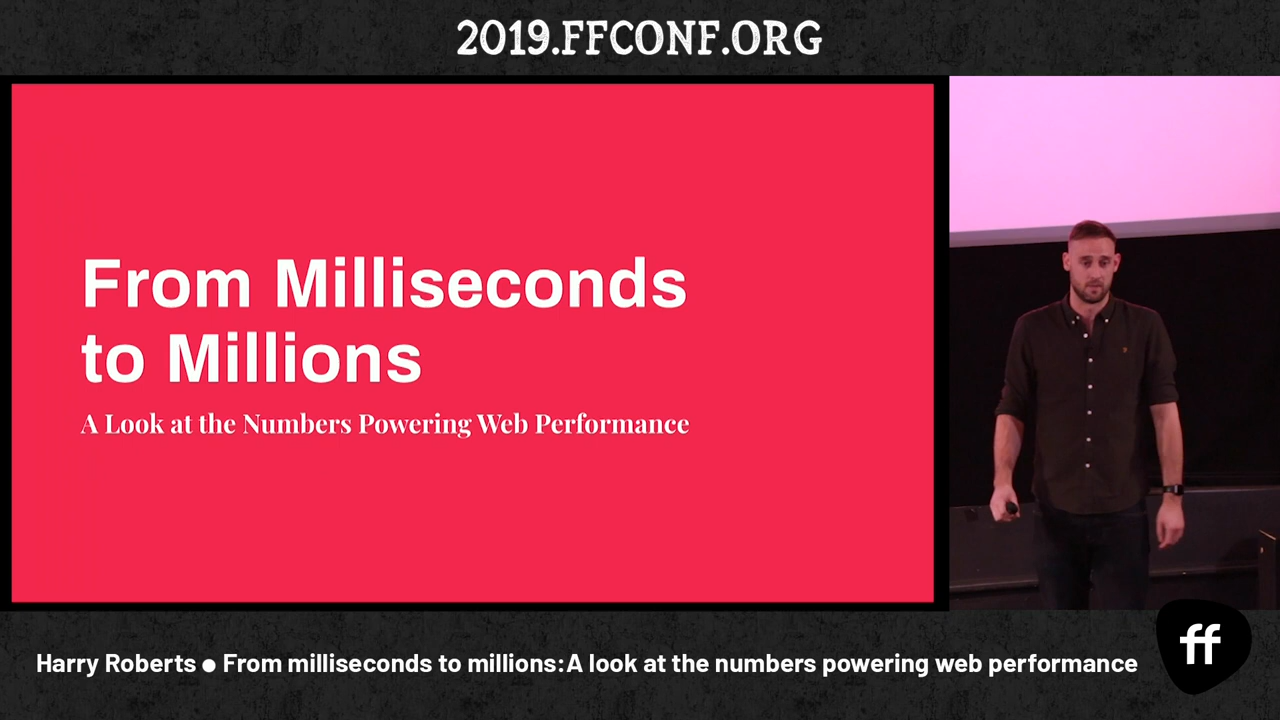 2019.FFCONF.ORG
From Milliseconds
to Millions
A Look at the Numbers Powering Web Performance
Harry Roberts ● From milliseconds to millions: A look at the numbers powering web performance
ff